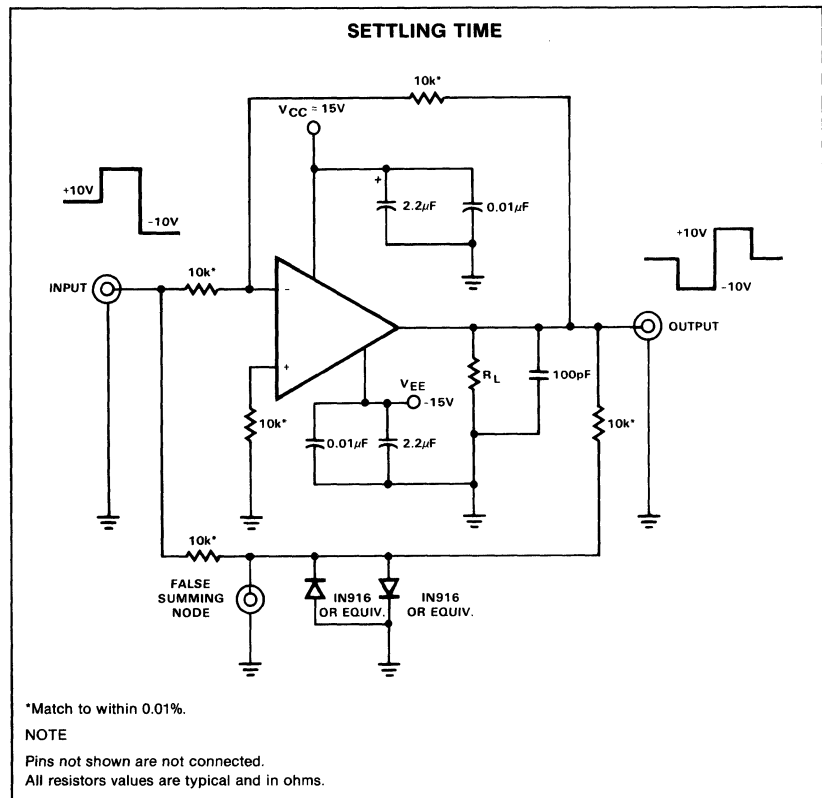 SETTLING TIME
10k*
VCC = 15V
+
2.2µF
0.01µF
+10V
-10V
+10V
-10V
10k*
INPUT
-
OUTPUT
+
RL
100pF
VEE
-15V
10k*
0.01µF
2.2µF
10k*
10k*
FALSE
SUMMING
NODE
IN916
OR EQUIV.
IN916
OR EQUIV.
*Match to within 0.01%.
NOTE
Pins not shown are not connected.
All resistors values are typical and in ohms.